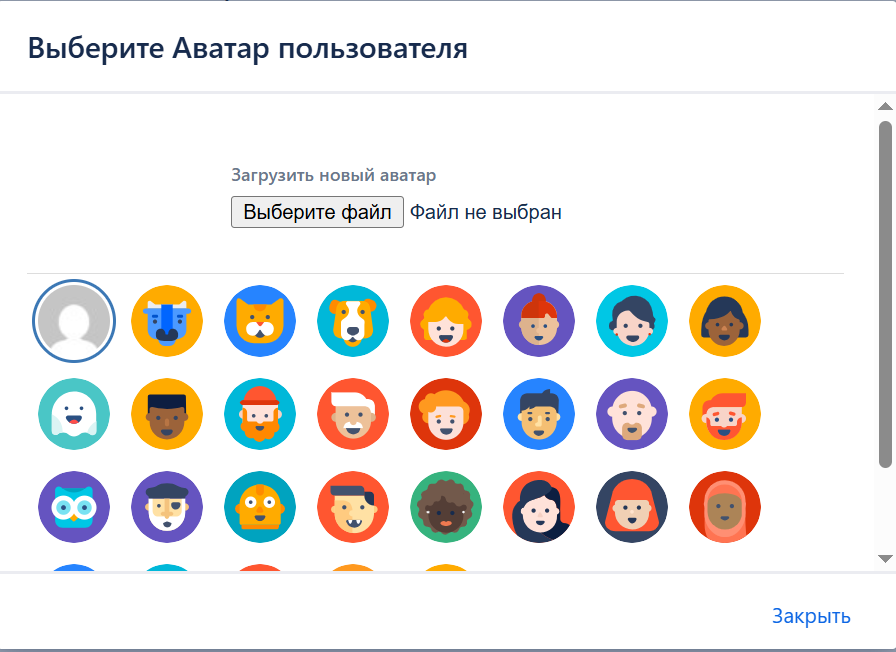 Выберите Аватар пользователя
Загрузить новый аватар
Выберите файл Файл не выбран
Закрыть